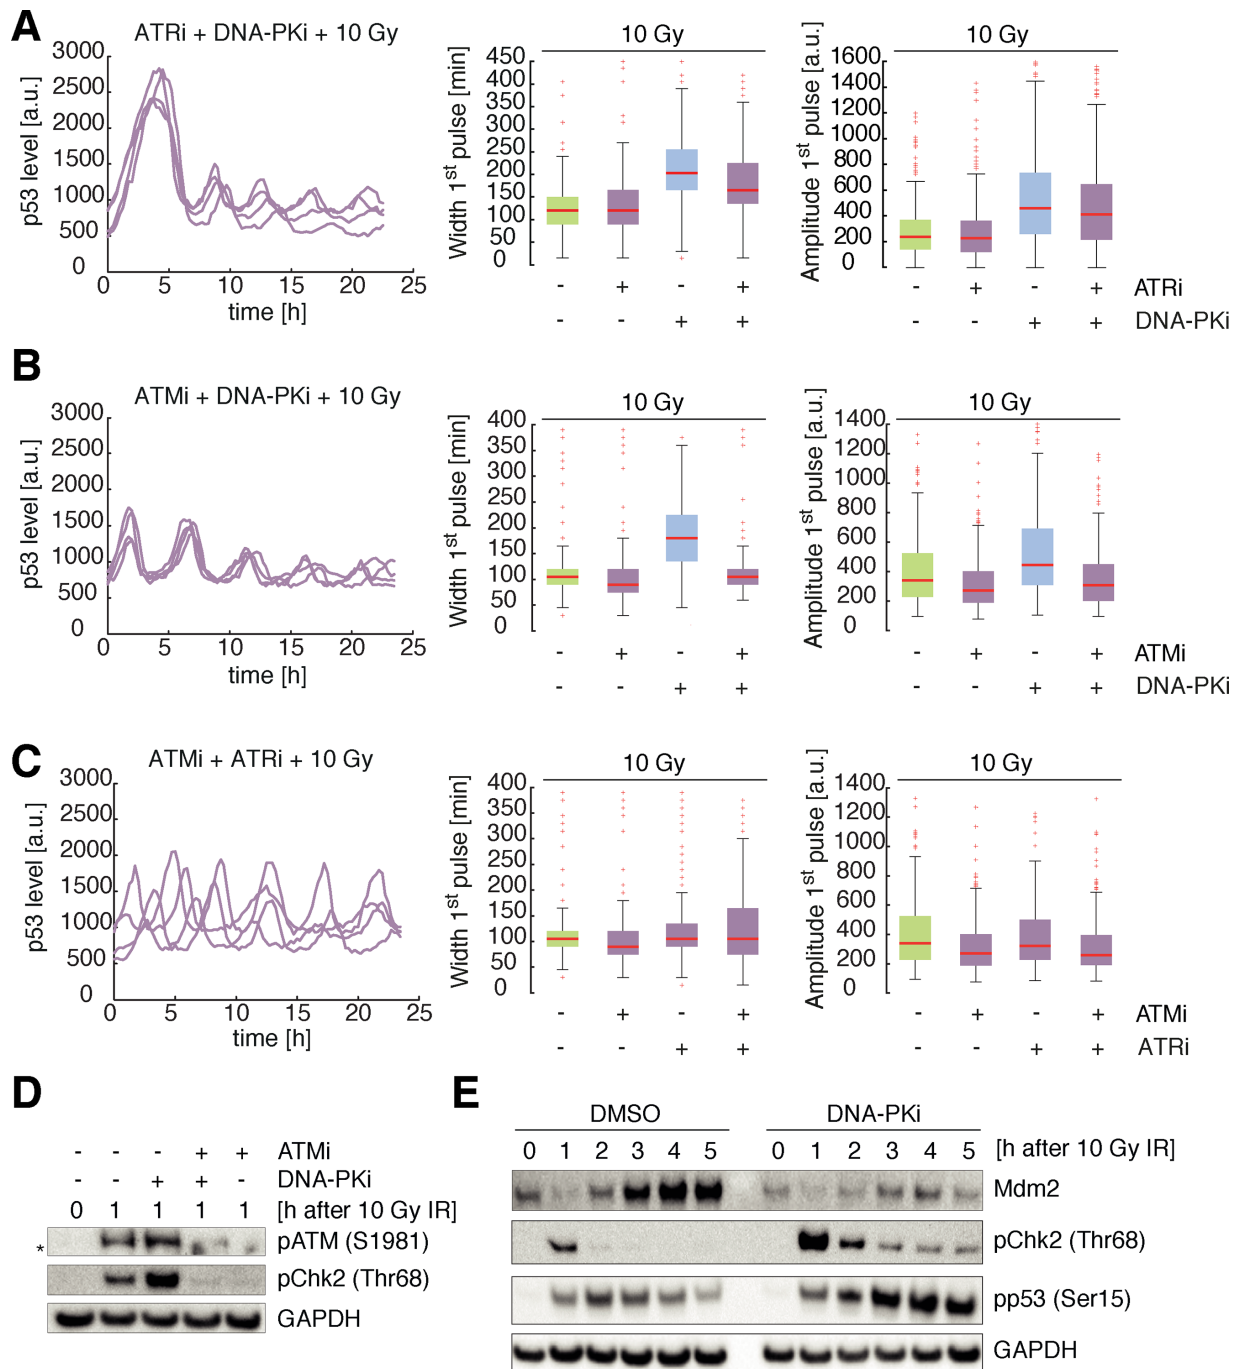 A
ATRi + DNA-PKi + 10 Gy
p53 level [a.u.]
3000
2500
2000
1500
1000
500
0
0 5 10 15 20 25
time [h]
10 Gy
Width 1st pulse [min]
450
400
350
300
250
200
150
100
50
0
- + - +
- - + +
10 Gy
Amplitude 1st pulse [a.u.]
1600
1400
1200
1000
800
600
400
200
0
- + - + ATRi
- - + + DNA-PKi
B
ATMi + DNA-PKi + 10 Gy
p53 level [a.u.]
3000
2500
2000
1500
1000
500
0
0 5 10 15 20 25
time [h]
10 Gy
Width 1st pulse [min]
400
350
300
250
200
150
100
50
0
- + - +
- - + +
10 Gy
Amplitude 1st pulse [a.u.]
1400
1200
1000
800
600
400
200
0
- + - + ATMi
- - + + DNA-PKi
C
ATMi + ATRi + 10 Gy
p53 level [a.u.]
3000
2500
2000
1500
1000
500
0
0 5 10 15 20 25
time [h]
10 Gy
Width 1st pulse [min]
400
350
300
250
200
150
100
50
0
- + - +
- - + +
10 Gy
Amplitude 1st pulse [a.u.]
1400
1200
1000
800
600
400
200
0
- + - + ATMi
- - + + ATRi
D
- - - + + ATMi
- - + + - DNA-PKi
0 1 1 1 1 [h after 10 Gy IR]
* pATM (S1981)
pChk2 (Thr68)
GAPDH
E
DMSO DNA-PKi
0 1 2 3 4 5 0 1 2 3 4 5 [h after 10 Gy IR]
Mdm2
pChk2 (Thr68)
pp53 (Ser15)
GAPDH